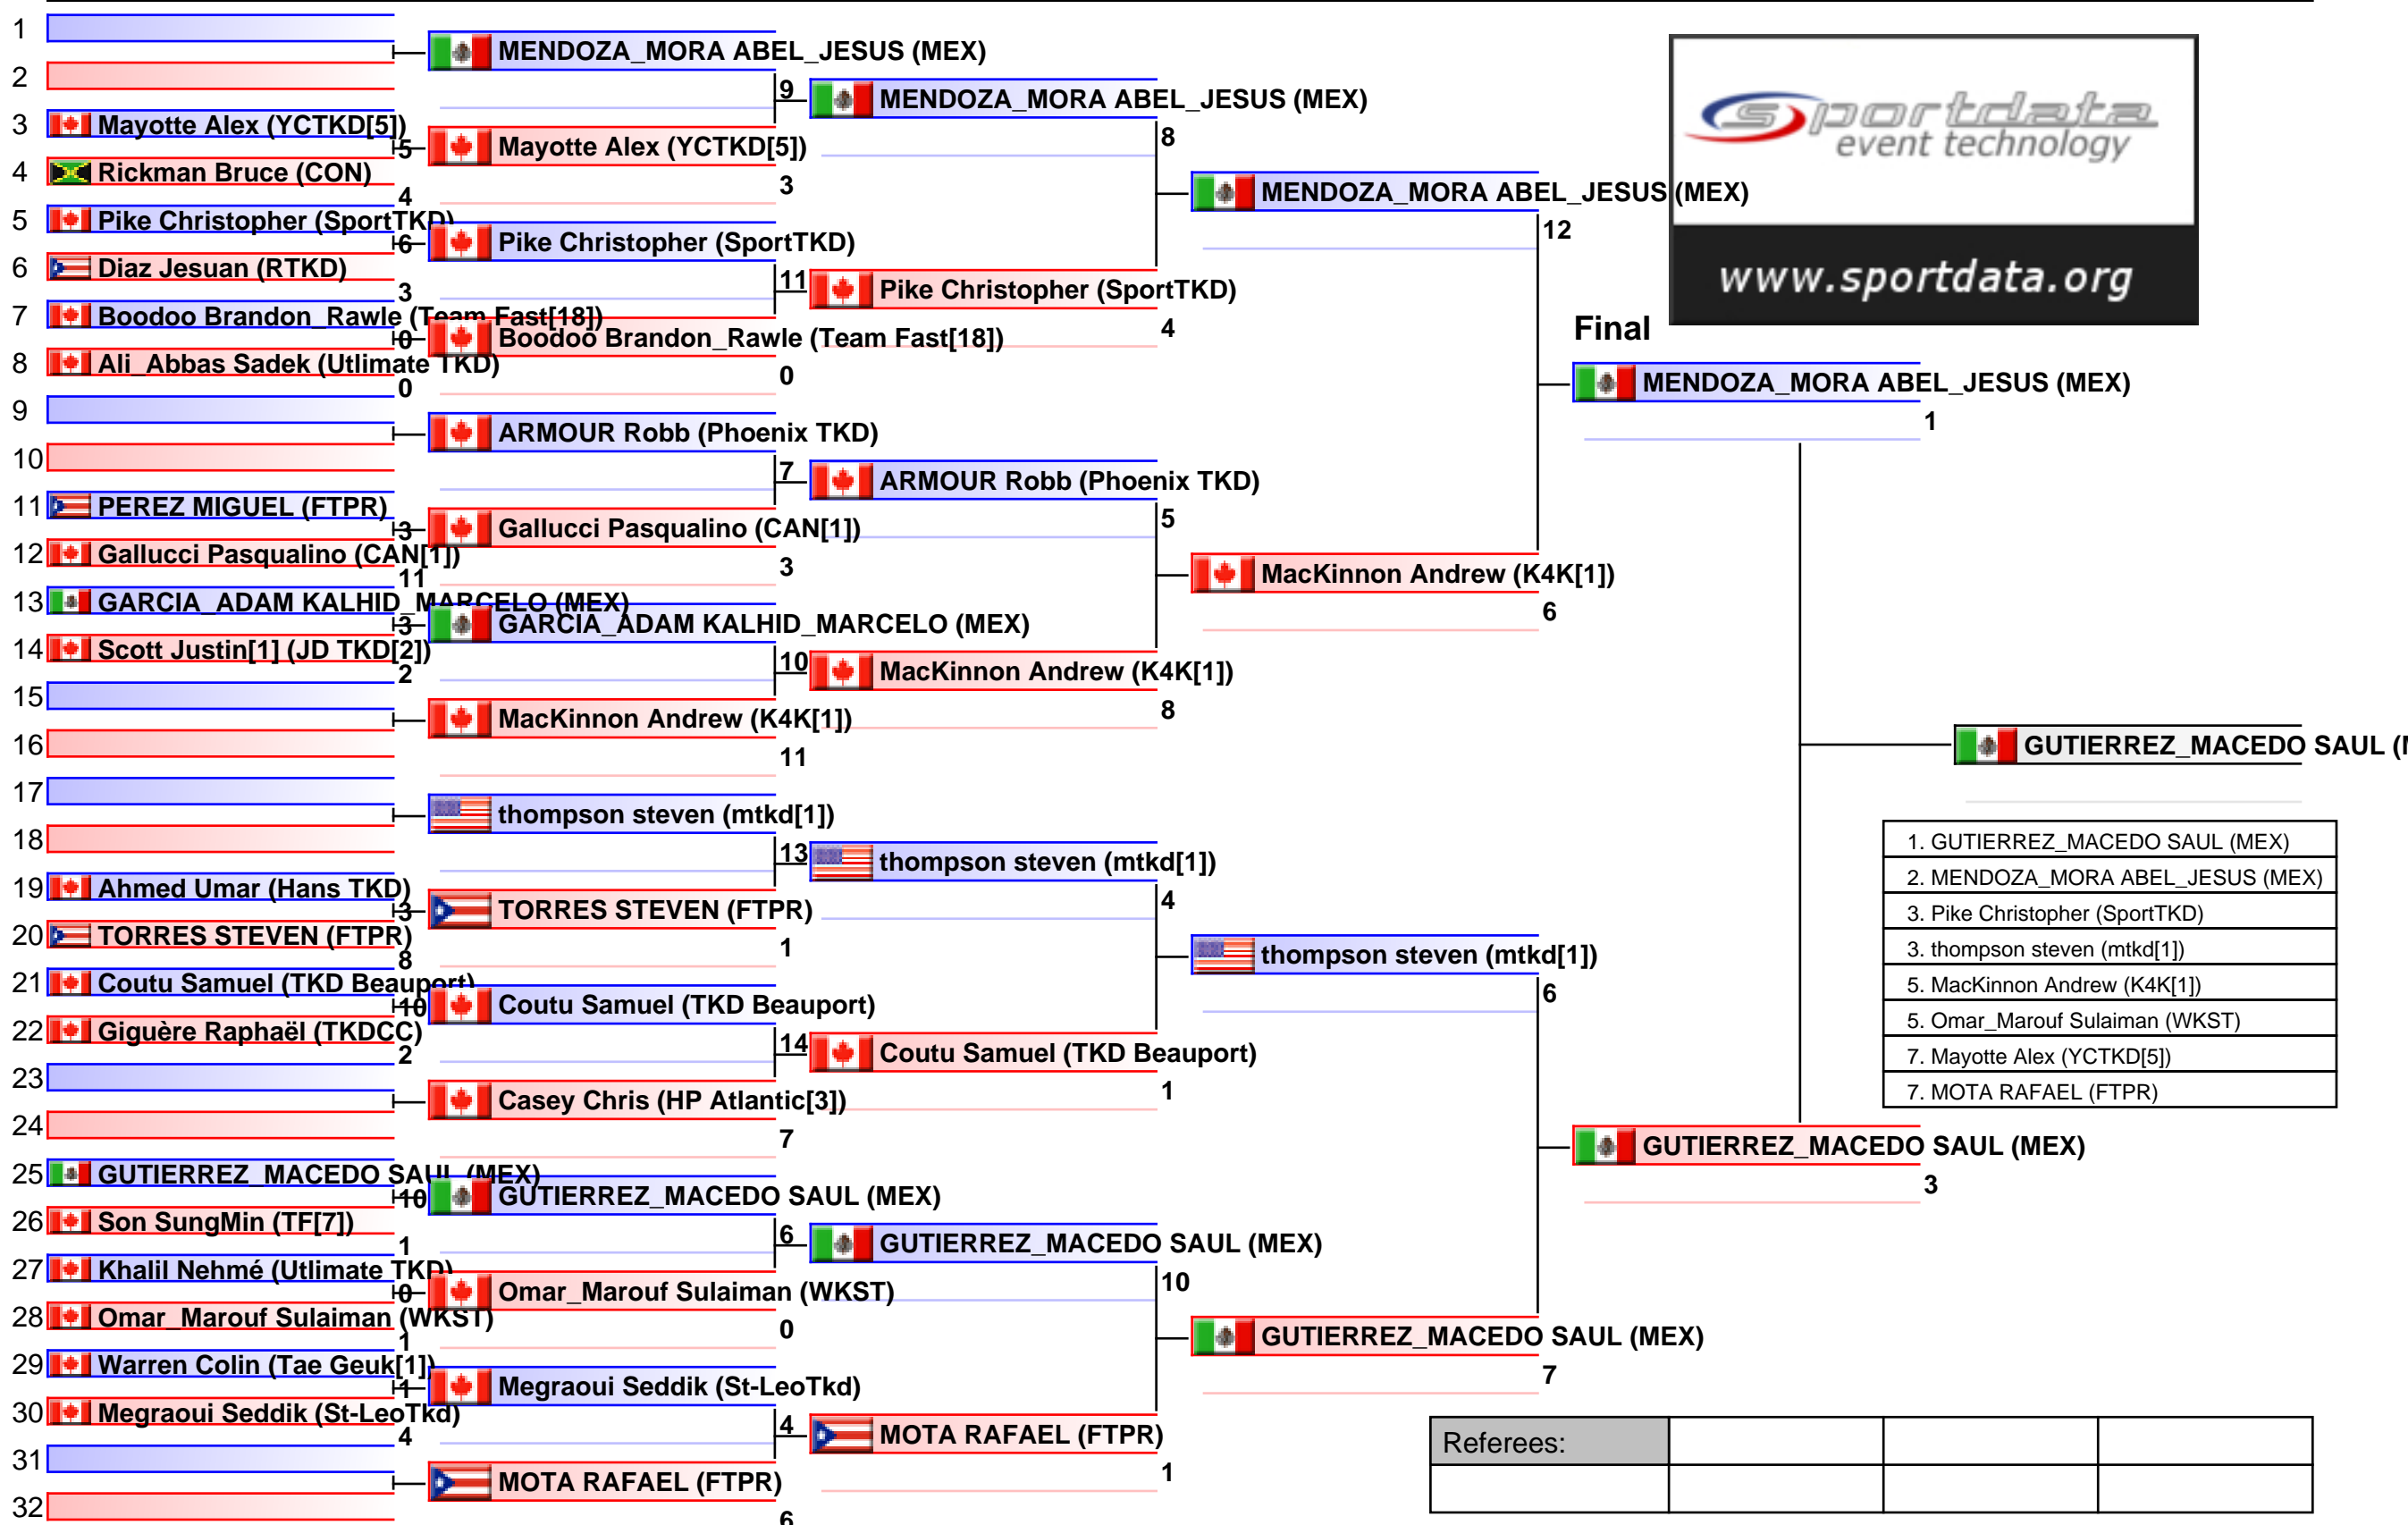 1
2
3 Mayotte Alex (YCTKD[5])
5
4 Rickman Bruce (CON)
4
5 Pike Christopher (SportTKD)
6
6 Diaz Jesuan (RTKD)
3
7 Boodoo Brandon_Rawle (Team Fast[18])
0
8 Ali_Abbas Sadek (Utlimate TKD)
0
9
10
11 PEREZ MIGUEL (FTPR)
3
12 Gallucci Pasqualino (CAN[1])
11
13 GARCIA_ADAM KALHID_MARCELO (MEX)
3
14 Scott Justin[1] (JD TKD[2])
2
15
16
17
18
19 Ahmed Umar (Hans TKD)
3
20 TORRES STEVEN (FTPR)
8
21 Coutu Samuel (TKD Beauport)
10
22 Giguère Raphaël (TKDCC)
2
23
24
25 GUTIERREZ_MACEDO SAUL (MEX)
10
26 Son SungMin (TF[7])
1
27 Khalil Nehmé (Utlimate TKD)
0
28 Omar_Marouf Sulaiman (WKST)
1
29 Warren Colin (Tae Geuk[1])
1
30 Megraoui Seddik (St-LeoTkd)
4
31
32
MENDOZA_MORA ABEL_JESUS (MEX)
9
Mayotte Alex (YCTKD[5])
3
Pike Christopher (SportTKD)
11
Boodoo Brandon_Rawle (Team Fast[18])
0
ARMOUR Robb (Phoenix TKD)
7
Gallucci Pasqualino (CAN[1])
3
GARCIA_ADAM KALHID_MARCELO (MEX)
10
MacKinnon Andrew (K4K[1])
11
thompson steven (mtkd[1])
13
TORRES STEVEN (FTPR)
1
Coutu Samuel (TKD Beauport)
14
Casey Chris (HP Atlantic[3])
7
GUTIERREZ_MACEDO SAUL (MEX)
6
Omar_Marouf Sulaiman (WKST)
0
Megraoui Seddik (St-LeoTkd)
4
MOTA RAFAEL (FTPR)
6
MENDOZA_MORA ABEL_JESUS (MEX)
8
Pike Christopher (SportTKD)
4
ARMOUR Robb (Phoenix TKD)
5
MacKinnon Andrew (K4K[1])
8
thompson steven (mtkd[1])
4
Coutu Samuel (TKD Beauport)
1
GUTIERREZ_MACEDO SAUL (MEX)
10
MOTA RAFAEL (FTPR)
1
MENDOZA_MORA ABEL_JESUS (MEX)
12
MacKinnon Andrew (K4K[1])
6
thompson steven (mtkd[1])
6
GUTIERREZ_MACEDO SAUL (MEX)
7
sportdata
event technology
www.sportdata.org
Final
MENDOZA_MORA ABEL_JESUS (MEX)
1
GUTIERREZ_MACEDO SAUL (MEX)
3
GUTIERREZ_MACEDO SAUL (
1. GUTIERREZ_MACEDO SAUL (MEX)
2. MENDOZA_MORA ABEL_JESUS (MEX)
3. Pike Christopher (SportTKD)
3. thompson steven (mtkd[1])
5. MacKinnon Andrew (K4K[1])
5. Omar_Marouf Sulaiman (WKST)
7. Mayotte Alex (YCTKD[5])
7. MOTA RAFAEL (FTPR)
Referees: